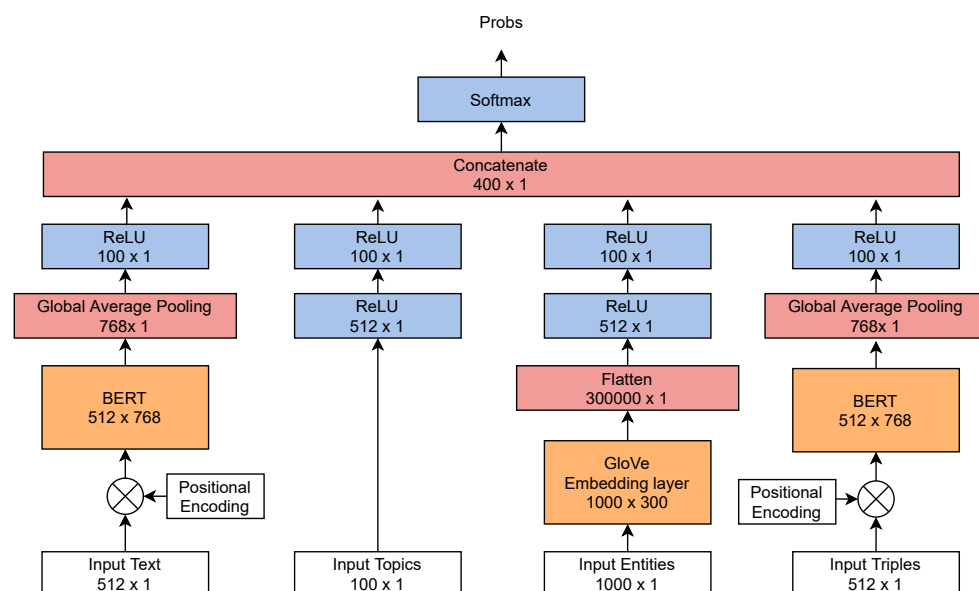 Probs
Softmax
Concatenate
400 x 1
ReLU
100 x 1
ReLU
100 x 1
ReLU
100 x 1
ReLU
100 x 1
Global Average Pooling
768x 1
ReLU
512 x 1
ReLU
512 x 1
Global Average Pooling
768x 1
BERT
512 x 768
Flatten
300000 x 1
BERT
512 x 768
Positional
Encoding
GloVe
Embedding layer
1000 x 300
Positional
Encoding
Input Text
512 x 1
Input Topics
100 x 1
Input Entities
1000 x 1
Input Triples
512 x 1